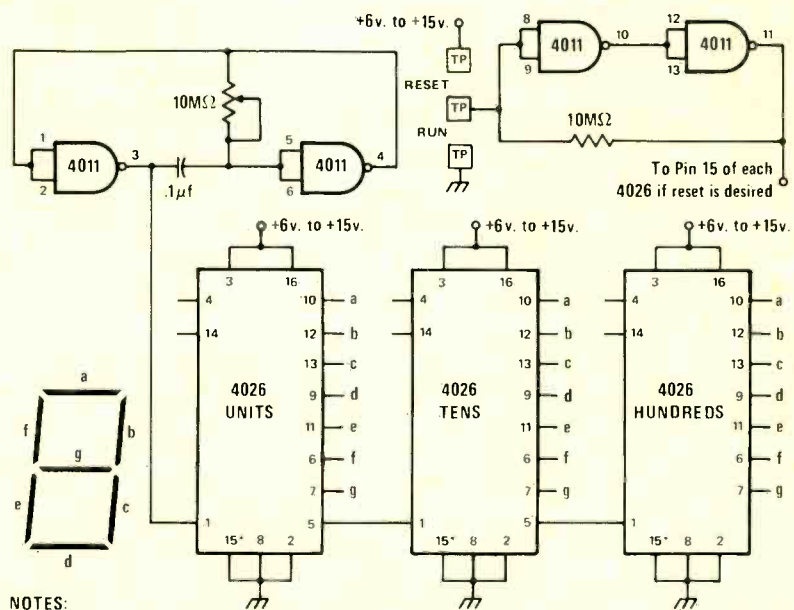 +6v. to +15v.
TP
RESET
TP
RUN
TP
8
9
4011
10
12
13
4011
11
10MΩ
To Pin 15 of each
4026 if reset is desired
10MΩ
1
2
4011
3
.1µf
5
6
4011
4
+6v. to +15v.
3
16
4
14
4026
UNITS
10
a
12
b
13
c
9
d
11
e
6
f
7
g
1
15*
8
2
5
+6v. to +15v.
3
16
4
14
4026
TENS
10
a
12
b
13
c
9
d
11
e
6
f
7
g
1
15*
8
2
5
+6v. to +15v.
3
16
4
14
4026
HUNDREDS
10
a
12
b
13
c
9
d
11
e
6
f
7
g
1
15*
8
2
a
f
b
g
e
c
d
NOTES: